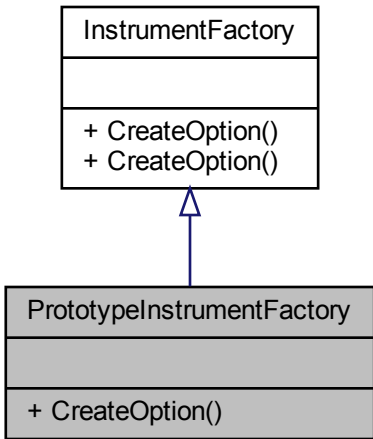 InstrumentFactory
+ CreateOption()
+ CreateOption()
PrototypeInstrumentFactory
+ CreateOption()